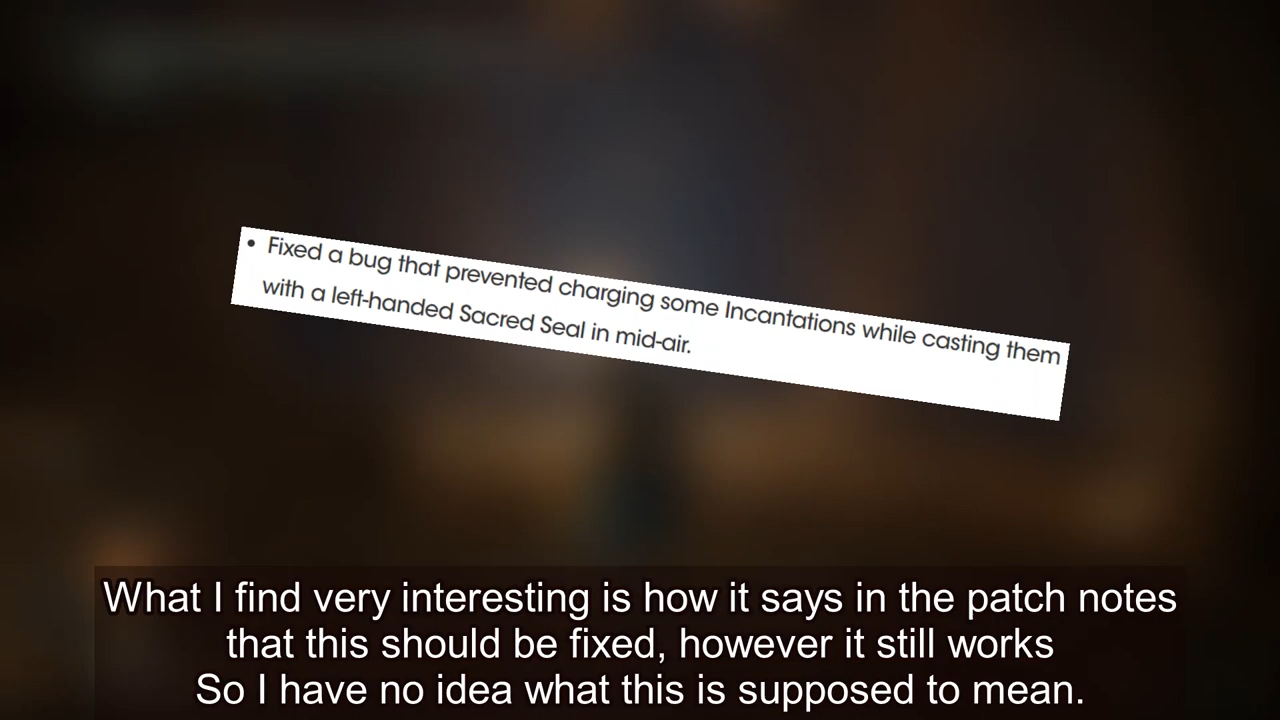 • Fixed a bug that prevented charging some Incantations while casting them
with a left-handed Sacred Seal in mid-air.
What I find very interesting is how it says in the patch notes
that this should be fixed, however it still works
So I have no idea what this is supposed to mean.